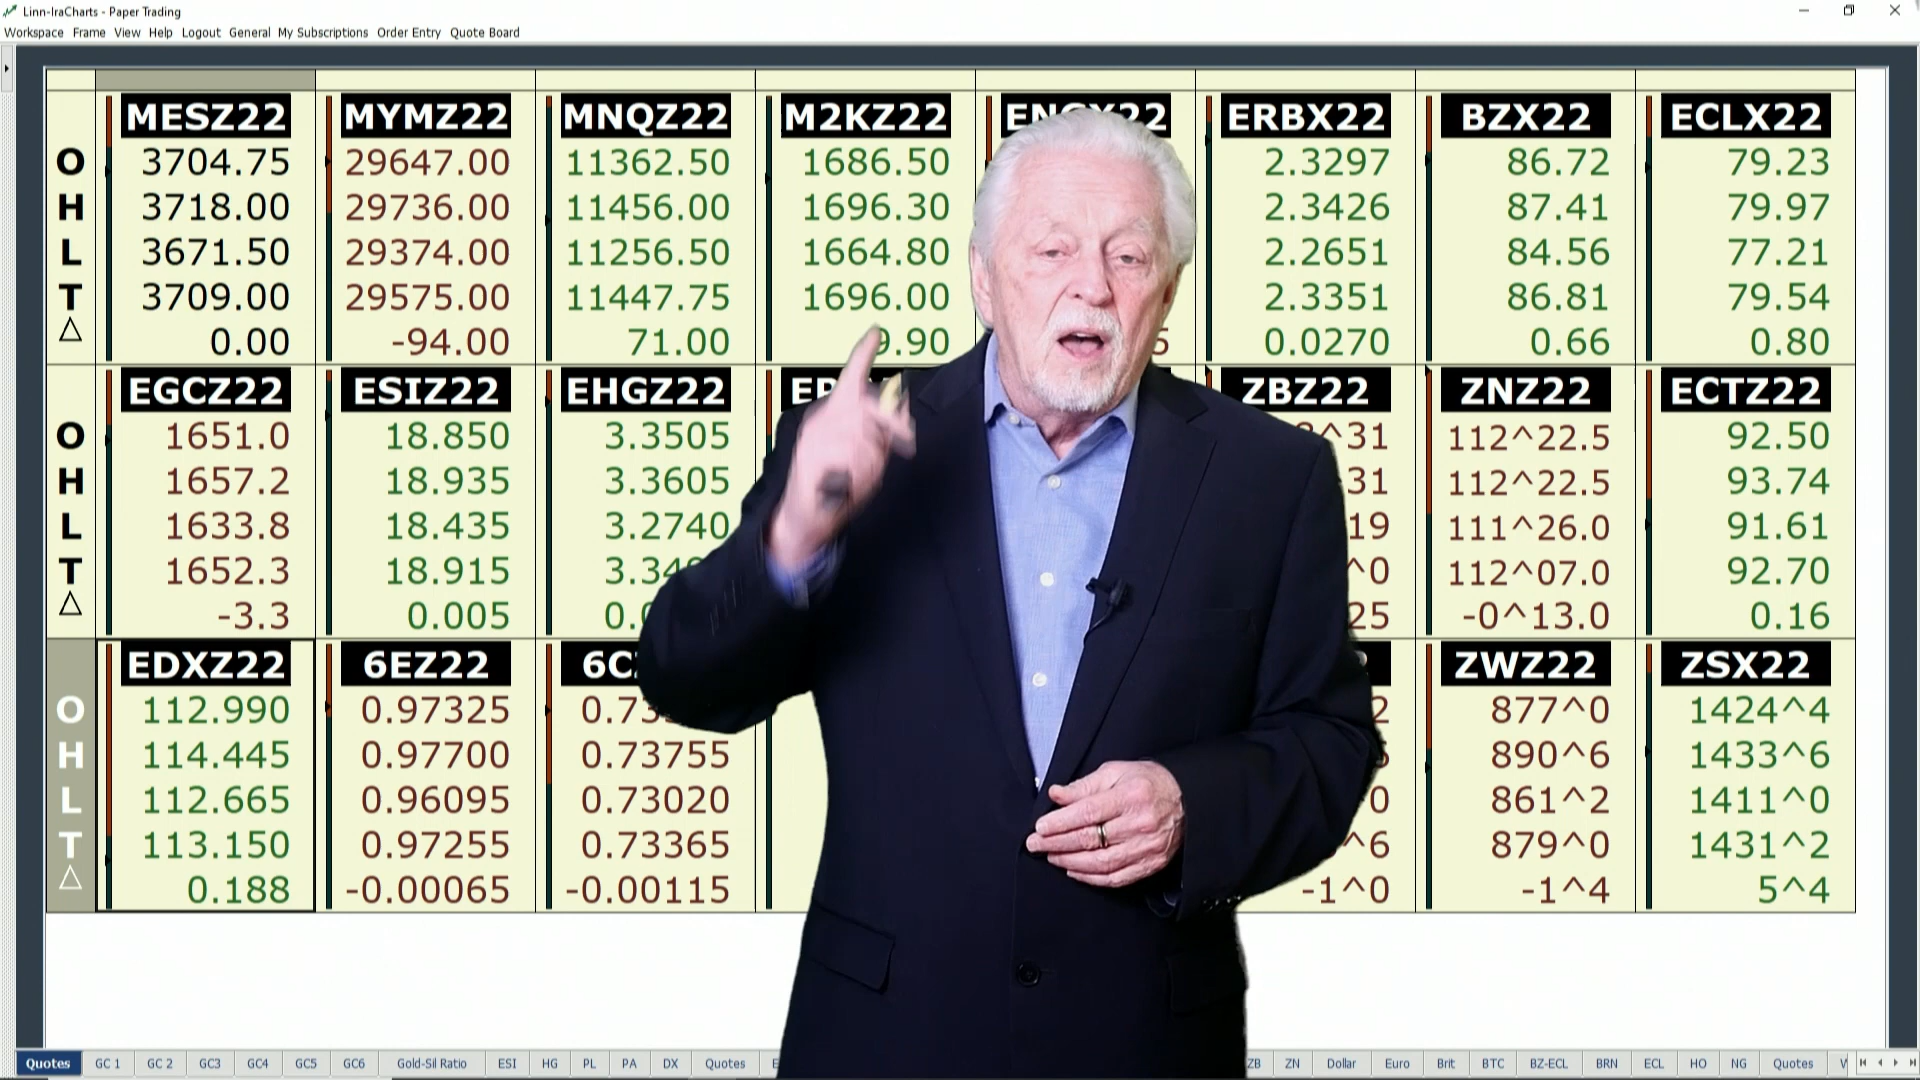 Linn-IraCharts - Paper Trading
Workspace Frame View Help Logout General My Subscriptions Order Entry Quote Board
MESZ22 MYMZ22 MNQZ22 M2KZ22 ERBX22 BZX22 ECLX22
O 3704.75 29647.00 11362.50 1686.50 2.3297 86.72 79.23
H 3718.00 29736.00 11456.00 1696.30 2.3426 87.41 79.97
L 3671.50 29374.00 11256.50 1664.80 2.2651 84.56 77.21
T 3709.00 29575.00 11447.75 1696.00 2.3351 86.81 79.54
△ 0.00 -94.00 71.00 9.90 0.0270 0.66 0.80
EGCZ22 ESIZ22 EHGZ22 ZBZ22 ZNZ22 ECTZ22
O 1651.0 18.850 3.3505 ^31 112^22.5 92.50
H 1657.2 18.935 3.3605 31 112^22.5 93.74
L 1633.8 18.435 3.2740 19 111^26.0 91.61
T 1652.3 18.915 ^0 112^07.0 92.70
△ -3.3 0.005 25 -0^13.0 0.16
EDXZ22 6EZ22 ZWZ22 ZSX22
O 112.990 0.97325 877^0 1424^4
H 114.445 0.97700 0.73755 890^6 1433^6
L 112.665 0.96095 0.73020 861^2 1411^0
T 113.150 0.97255 0.73365 ^6 879^0 1431^2
△ 0.188 -0.00065 -0.00115 -1^0 -1^4 5^4
Quotes GC 1 GC 2 GC3 GC4 GC5 GC6 Gold-Sil Ratio ESI HG PL PA DX Quotes ZB ZN Dollar Euro Brit BTC BZ-ECL BRN ECL HO NG Quotes